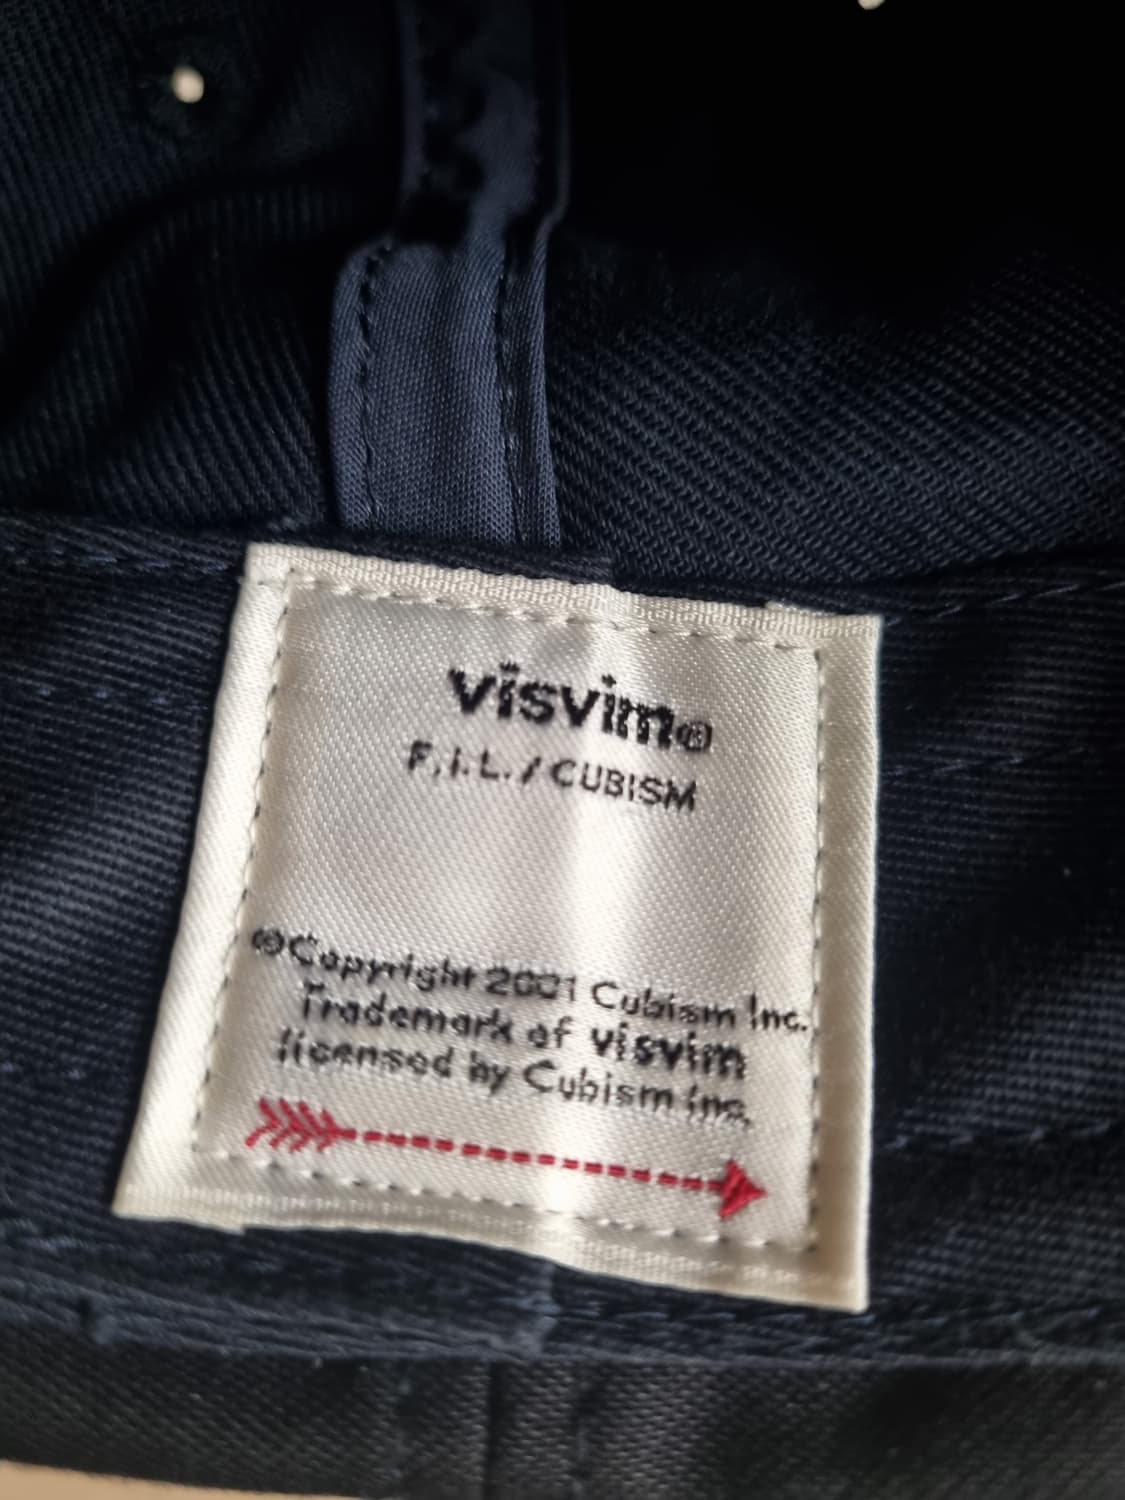 visvim®
F.i.L. / CUBISM
©Copyright 2001 Cubism Inc.
Trademark of visvim
licensed by Cubism inc.